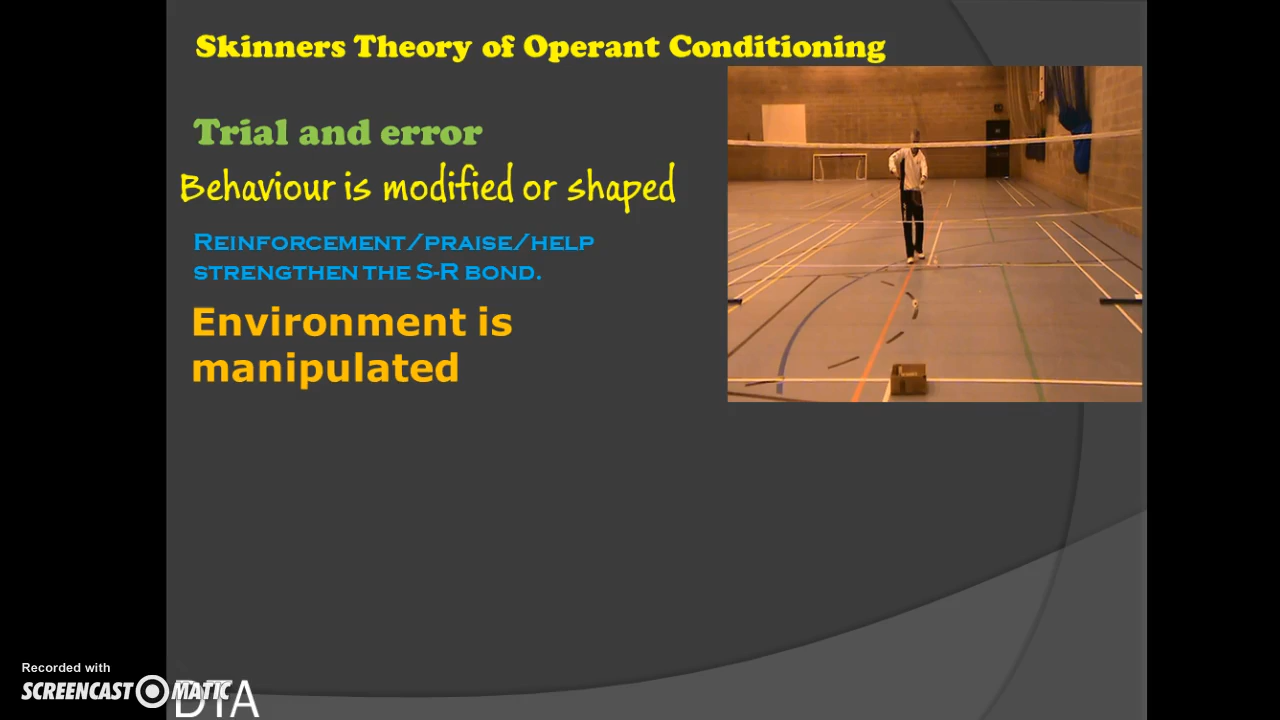 Skinners Theory of Operant Conditioning
Trial and error
Behaviour is modified or shaped
Reinforcement/praise/help
strengthen the S-R bond.
Environment is
manipulated
Recorded with
SCREENCAST MATIC
DTA